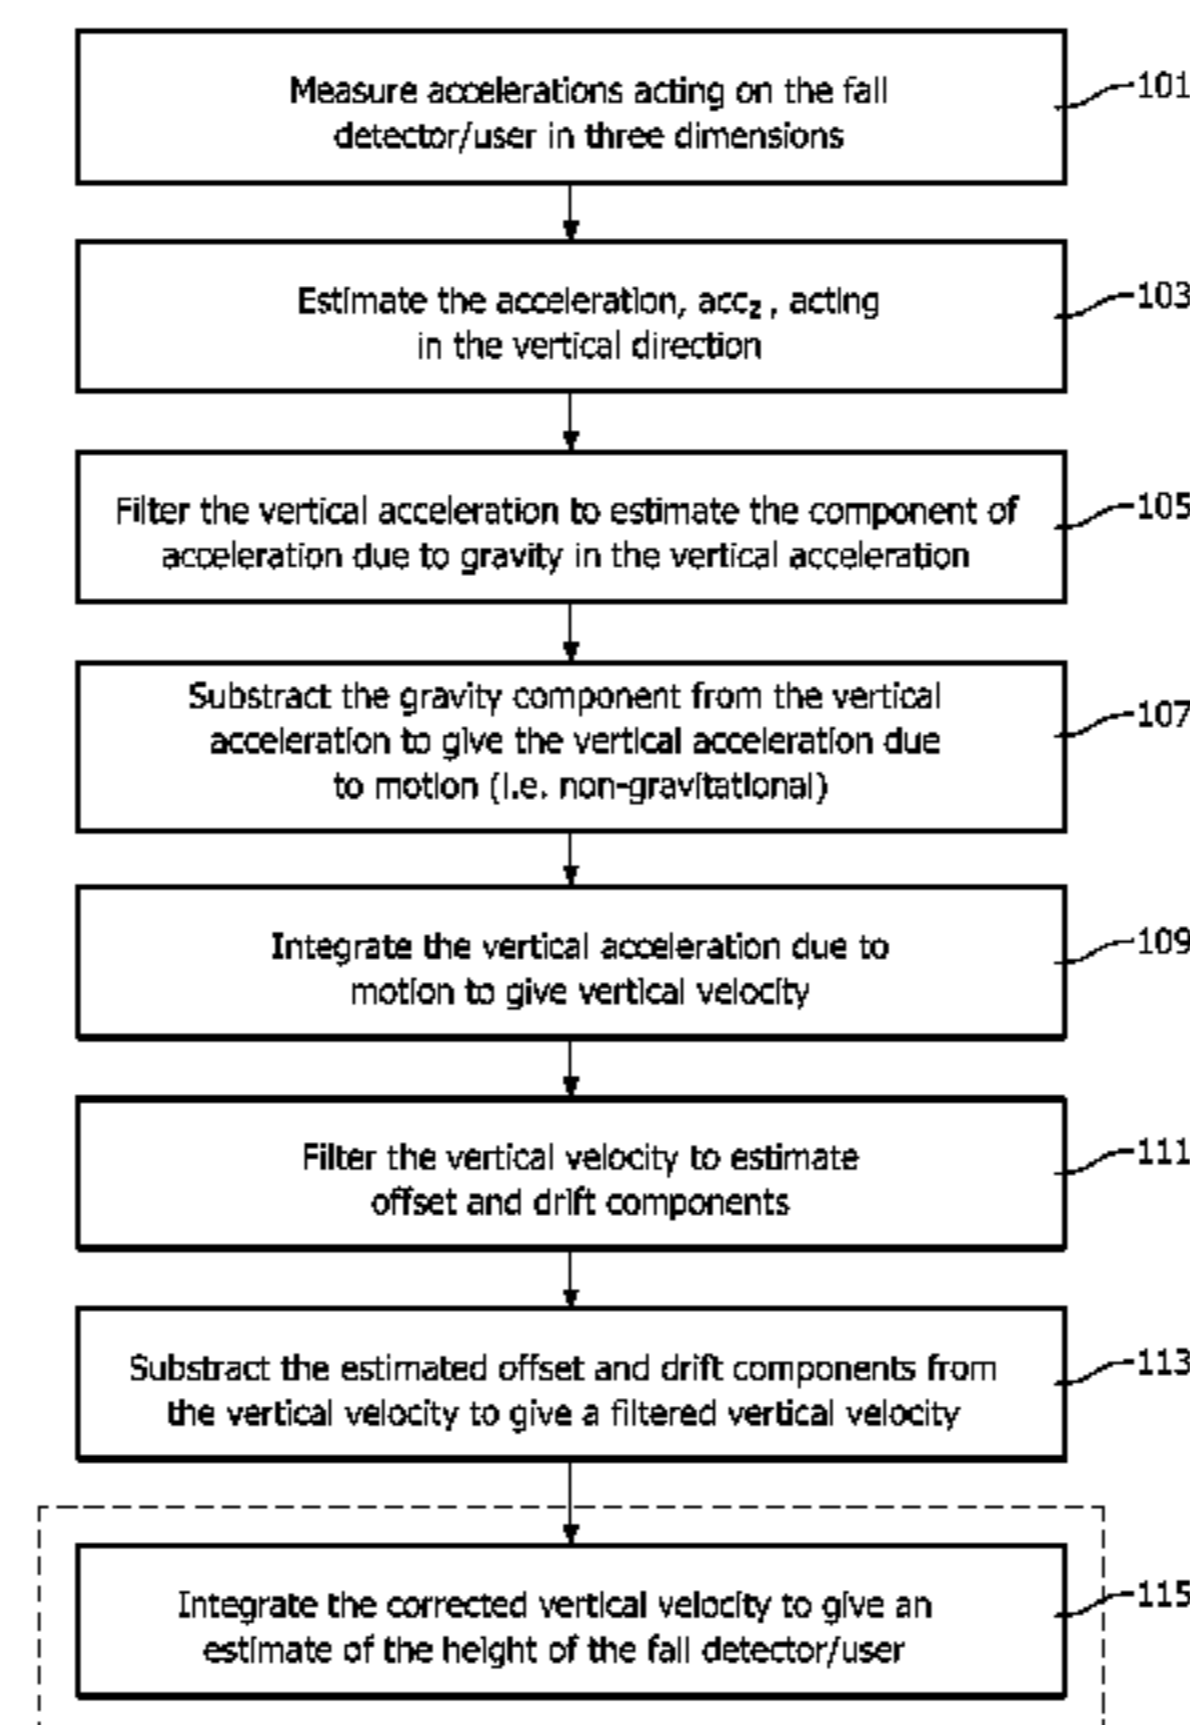 Measure accelerations acting on the fall
detector/user in three dimensions
101
Estimate the acceleration, accz , acting
in the vertical direction
103
Filter the vertical acceleration to estimate the component of
acceleration due to gravity in the vertical acceleration
105
Substract the gravity component from the vertical
acceleration to give the vertical acceleration due
to motion (i.e. non-gravitational)
107
Integrate the vertical acceleration due to
motion to give vertical velocity
109
Filter the vertical velocity to estimate
offset and drift components
111
Substract the estimated offset and drift components from
the vertical velocity to give a filtered vertical velocity
113
Integrate the corrected vertical velocity to give an
estimate of the height of the fall detector/user
115